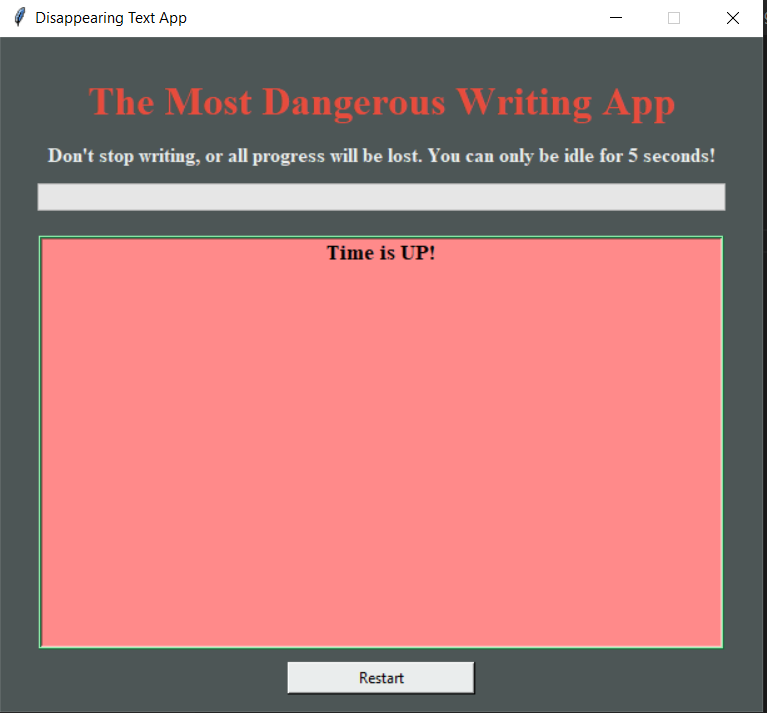 Disappearing Text App
The Most Dangerous Writing App
Don't stop writing, or all progress will be lost. You can only be idle for 5 seconds!
Time is UP!
Restart